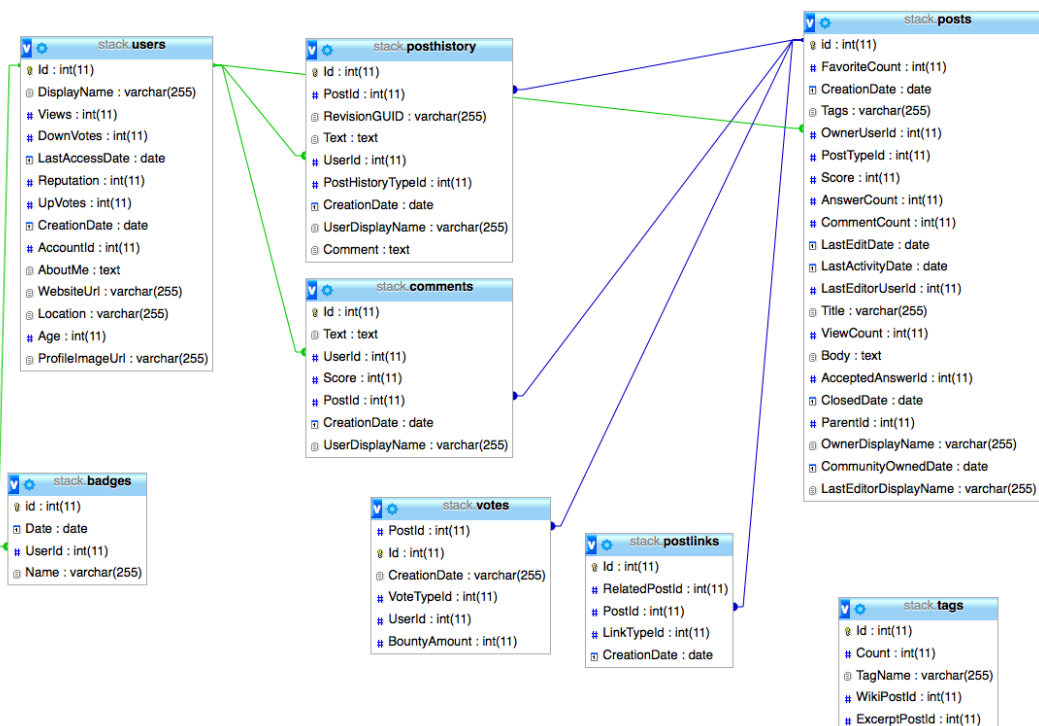 stack.users
Id : int(11)
DisplayName : varchar(255)
# Views : int(11)
# DownVotes : int(11)
LastAccessDate : date
# Reputation : int(11)
# UpVotes : int(11)
CreationDate : date
# AccountId : int(11)
AboutMe : text
WebsiteUrl : varchar(255)
Location : varchar(255)
# Age : int(11)
ProfileImageUrl : varchar(255)
stack.posthistory
Id : int(11)
# PostId : int(11)
RevisionGUID : varchar(255)
Text : text
# UserId : int(11)
# PostHistoryTypeId : int(11)
CreationDate : date
UserDisplayName : varchar(255)
Comment : text
stack.posts
id : int(11)
# FavoriteCount : int(11)
CreationDate : date
Tags : varchar(255)
# OwnerUserId : int(11)
# PostTypeId : int(11)
# Score : int(11)
# AnswerCount : int(11)
# CommentCount : int(11)
LastEditDate : date
LastActivityDate : date
# LastEditorUserId : int(11)
Title : varchar(255)
# ViewCount : int(11)
Body : text
# AcceptedAnswerId : int(11)
ClosedDate : date
# ParentId : int(11)
OwnerDisplayName : varchar(255)
CommunityOwnedDate : date
LastEditorDisplayName : varchar(255)
stack.comments
Id : int(11)
Text : text
# UserId : int(11)
# Score : int(11)
# PostId : int(11)
CreationDate : date
UserDisplayName : varchar(255)
stack.badges
id : int(11)
Date : date
# UserId : int(11)
Name : varchar(255)
stack.votes
# PostId : int(11)
Id : int(11)
CreationDate : varchar(255)
# VoteTypeId : int(11)
# UserId : int(11)
# BountyAmount : int(11)
stack.postlinks
Id : int(11)
# RelatedPostId : int(11)
# PostId : int(11)
# LinkTypeId : int(11)
CreationDate : date
stack.tags
Id : int(11)
# Count : int(11)
TagName : varchar(255)
# WikiPostId : int(11)
# ExcerptPostId : int(11)